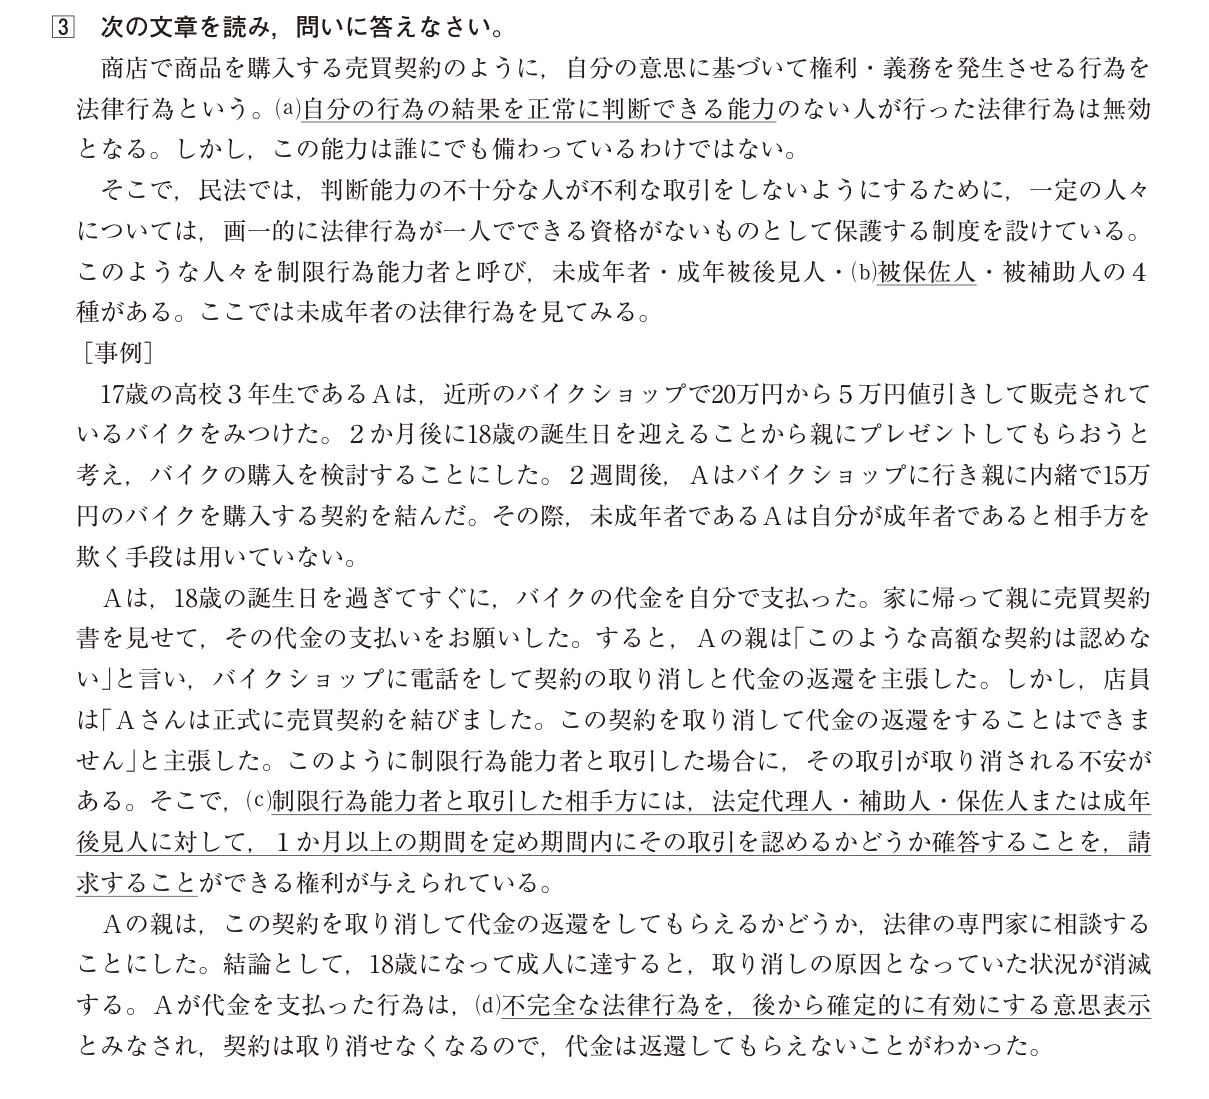 3 次の文章を読み，問いに答えなさい。
商店で商品を購入する売買契約のように，自分の意思に基づいて権利・義務を発生させる行為を
法律行為という。(a)自分の行為の結果を正常に判断できる能力のない人が行った法律行為は無効
となる。しかし，この能力は誰にでも備わっているわけではない。
そこで，民法では，判断能力の不十分な人が不利な取引をしないようにするために，一定の人々
については，画一的に法律行為が一人でできる資格がないものとして保護する制度を設けている。
このような人々を制限行為能力者と呼び，未成年者・成年被後見人・(b)被保佐人・被補助人の４
種がある。ここでは未成年者の法律行為を見てみる。
［事例］
17歳の高校３年生であるＡは，近所のバイクショップで20万円から５万円値引きして販売されて
いるバイクをみつけた。２か月後に18歳の誕生日を迎えることから親にプレゼントしてもらおうと
考え，バイクの購入を検討することにした。２週間後，Ａはバイクショップに行き親に内緒で15万
円のバイクを購入する契約を結んだ。その際，未成年者であるＡは自分が成年者であると相手方を
欺く手段は用いていない。
Ａは，18歳の誕生日を過ぎてすぐに，バイクの代金を自分で支払った。家に帰って親に売買契約
書を見せて，その代金の支払いをお願いした。すると，Ａの親は「このような高額な契約は認めな
い」と言い，バイクショップに電話をして契約の取り消しと代金の返還を主張した。しかし，店員
は「Ａさんは正式に売買契約を結びました。この契約を取り消して代金の返還をすることはできま
せん」と主張した。このように制限行為能力者と取引した場合に，その取引が取り消される不安が
ある。そこで，(c)制限行為能力者と取引した相手方には，法定代理人・補助人・保佐人または成年
後見人に対して，１か月以上の期間を定め期間内にその取引を認めるかどうか確答することを，請
求することができる権利が与えられている。
Ａの親は，この契約を取り消して代金の返還をしてもらえるかどうか，法律の専門家に相談する
ことにした。結論として，18歳になって成人に達すると，取り消しの原因となっていた状況が消滅
する。Ａが代金を支払った行為は，(d)不完全な法律行為を，後から確定的に有効にする意思表示
とみなされ，契約は取り消せなくなるので，代金は返還してもらえないことがわかった。